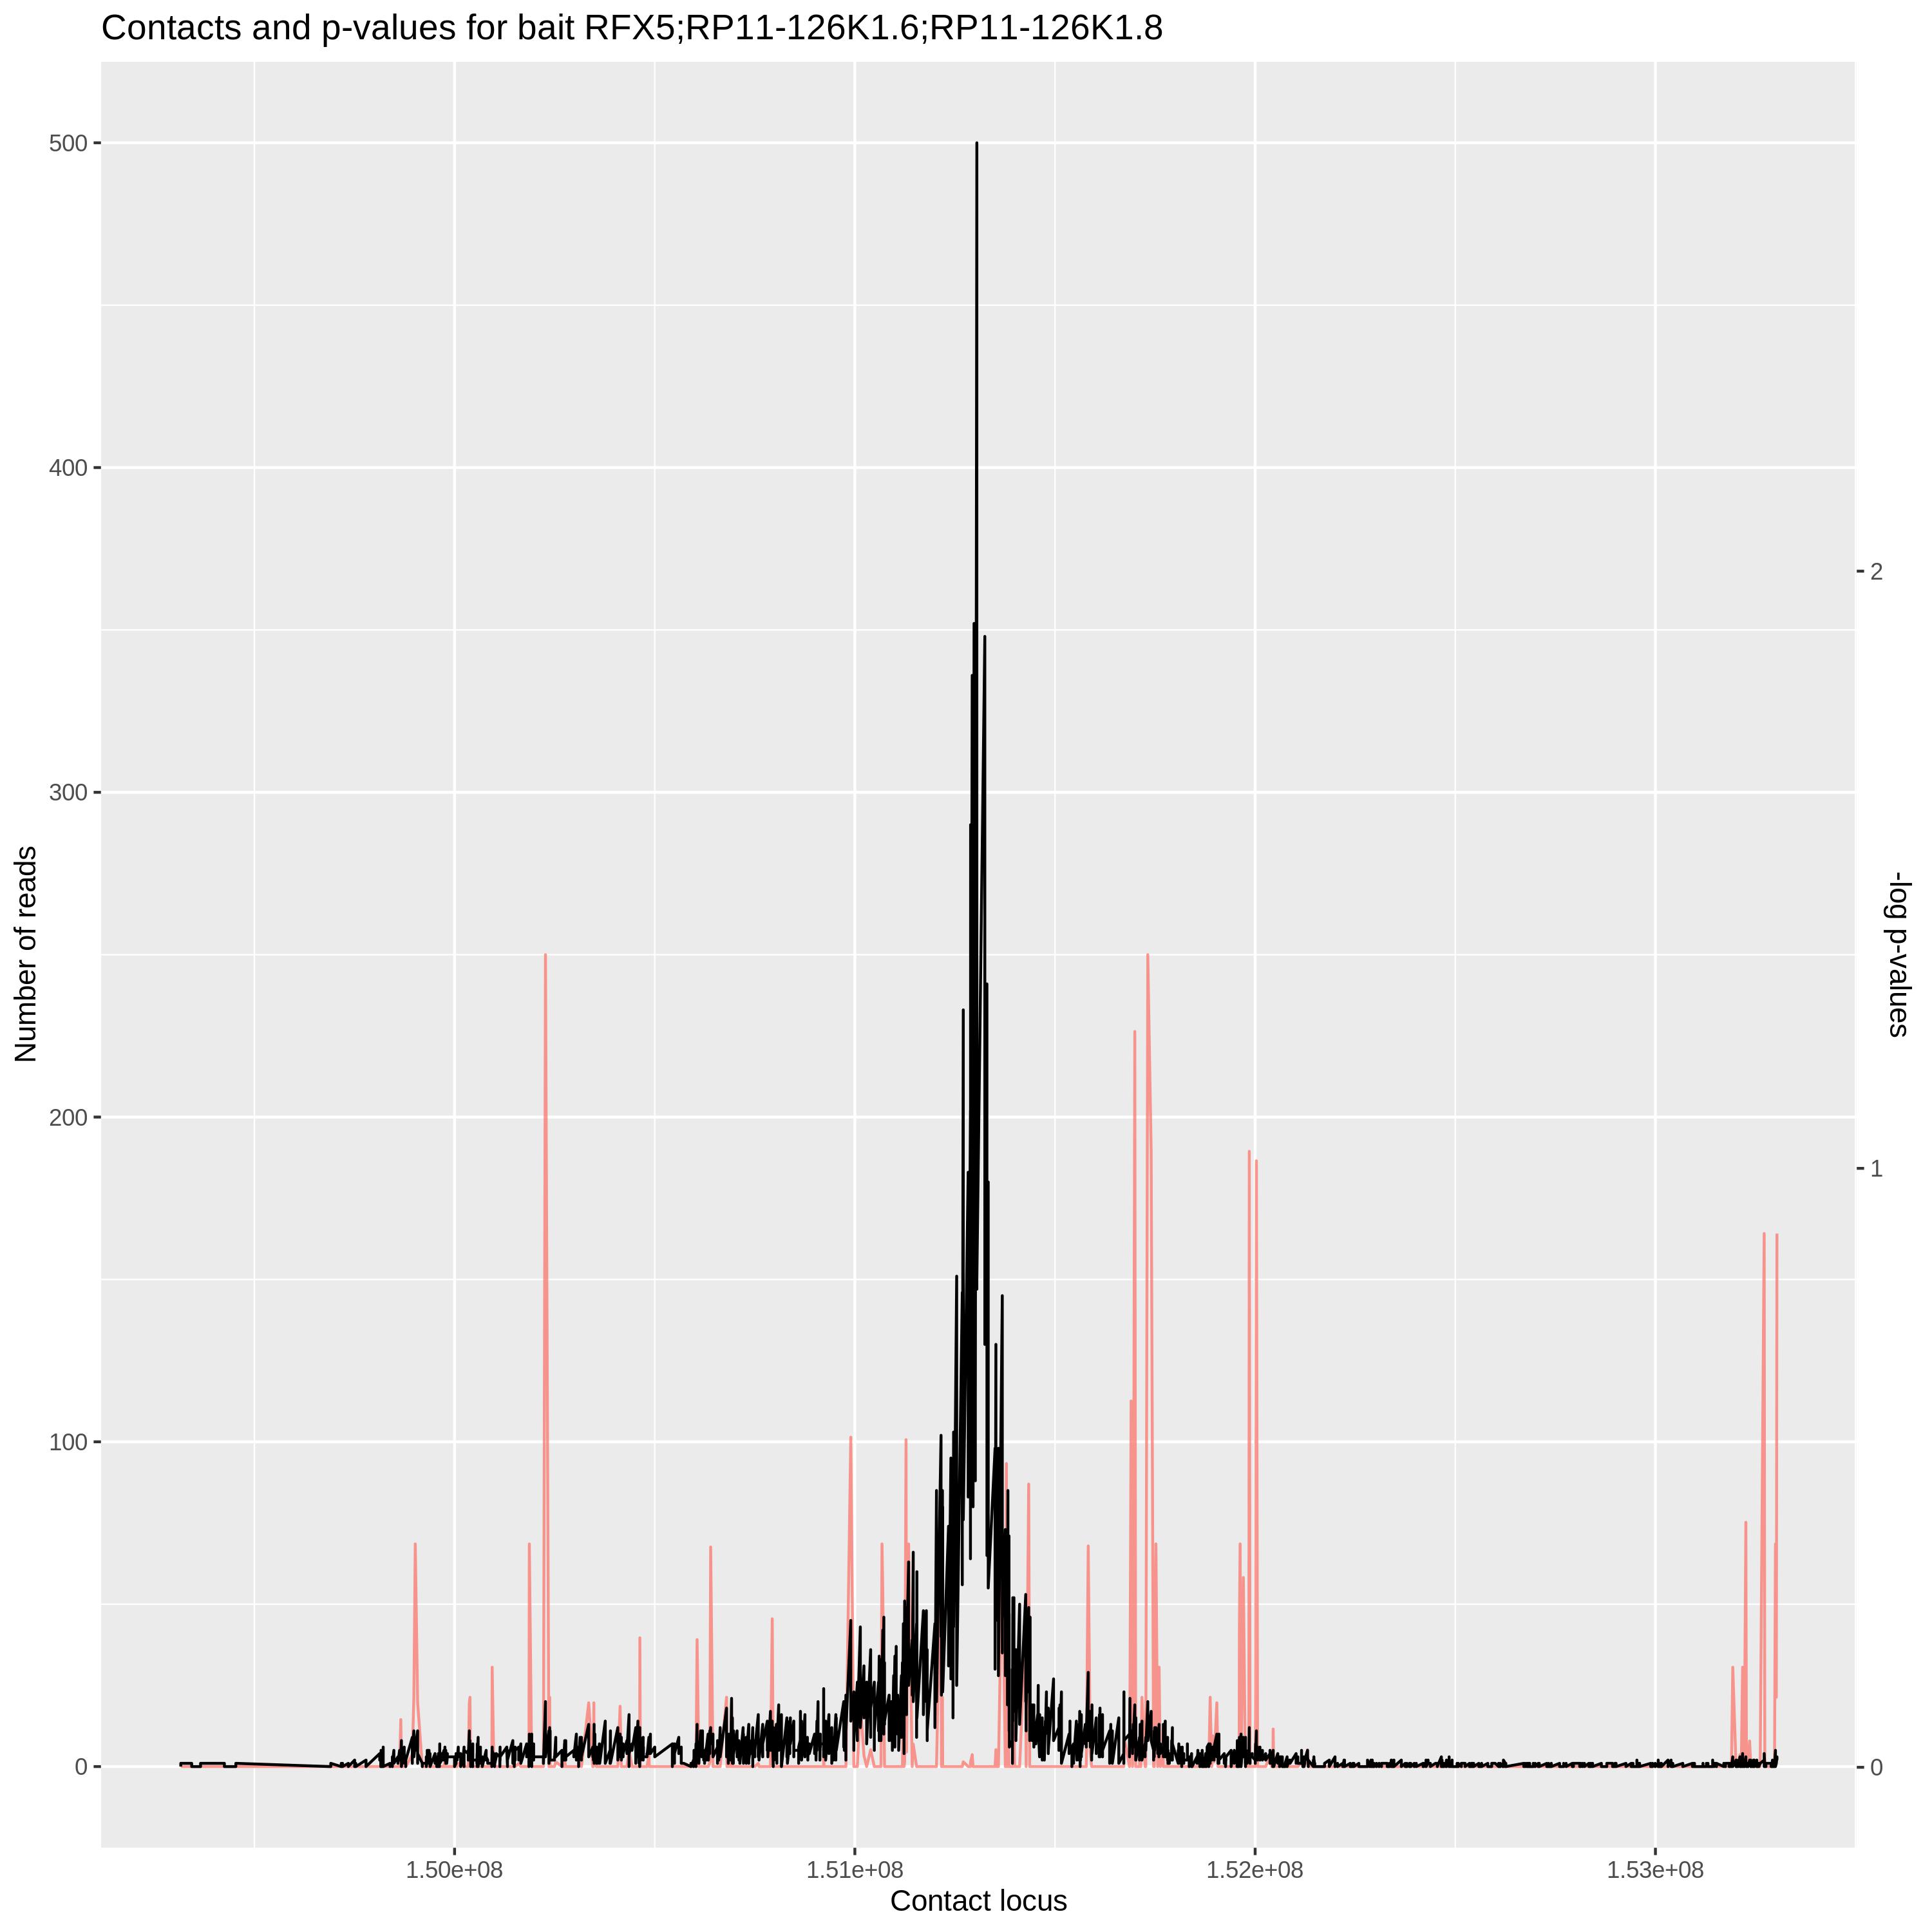 Contacts and p-values for bait RFX5;RP11-126K1.6;RP11-126K1.8
500
400
300
200
100
0
Number of reads
2
1
0
-log p-values
1.50e+08
1.51e+08
1.52e+08
1.53e+08
Contact locus